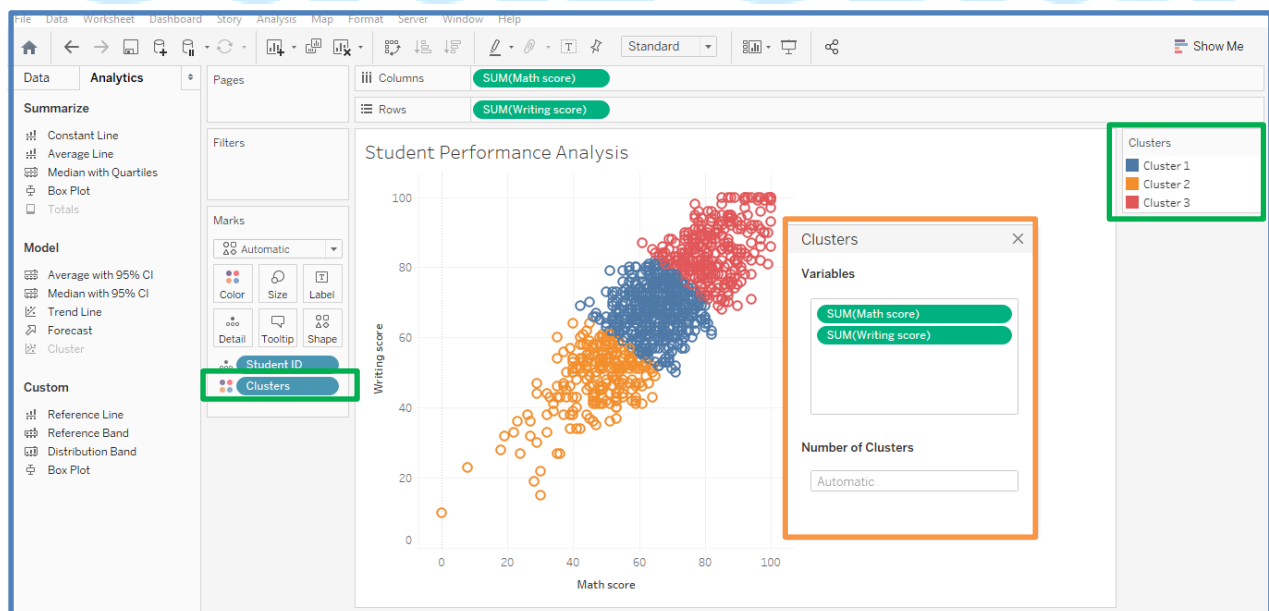 File Data Worksheet Dashboard Story Analysis Map Format Server Window Help
Standard
Show Me
Data Analytics
Pages
Columns SUM(Math score)
Rows SUM(Writing score)
Summarize
Constant Line
Average Line
Median with Quartiles
Box Plot
Totals
Model
Average with 95% CI
Median with 95% CI
Trend Line
Forecast
Cluster
Custom
Reference Line
Reference Band
Distribution Band
Box Plot
Filters
Marks
Automatic
Color Size Label
Detail Tooltip Shape
Student ID
Clusters
Student Performance Analysis
100
80
60
40
20
0
Writing score
0 20 40 60 80 100
Math score
Clusters
Variables
SUM(Math score)
SUM(Writing score)
Number of Clusters
Automatic
Clusters
Cluster 1
Cluster 2
Cluster 3